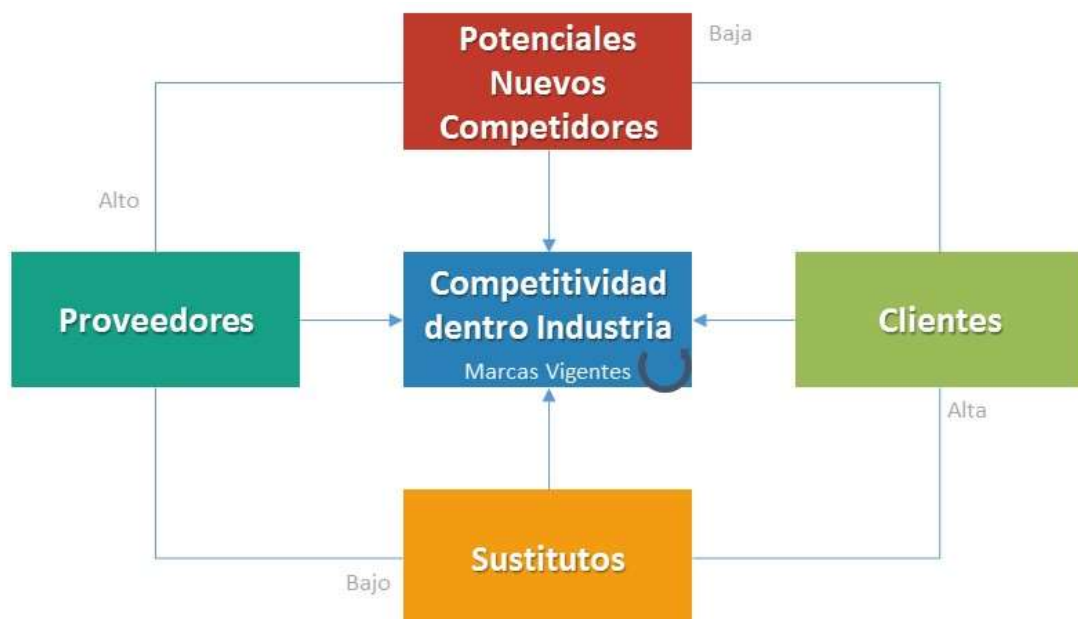 Potenciales
Nuevos
Competidores
Baja
Alto
Proveedores
Competitividad
dentro Industria
Marcas Vigentes
Clientes
Alta
Sustitutos
Bajo